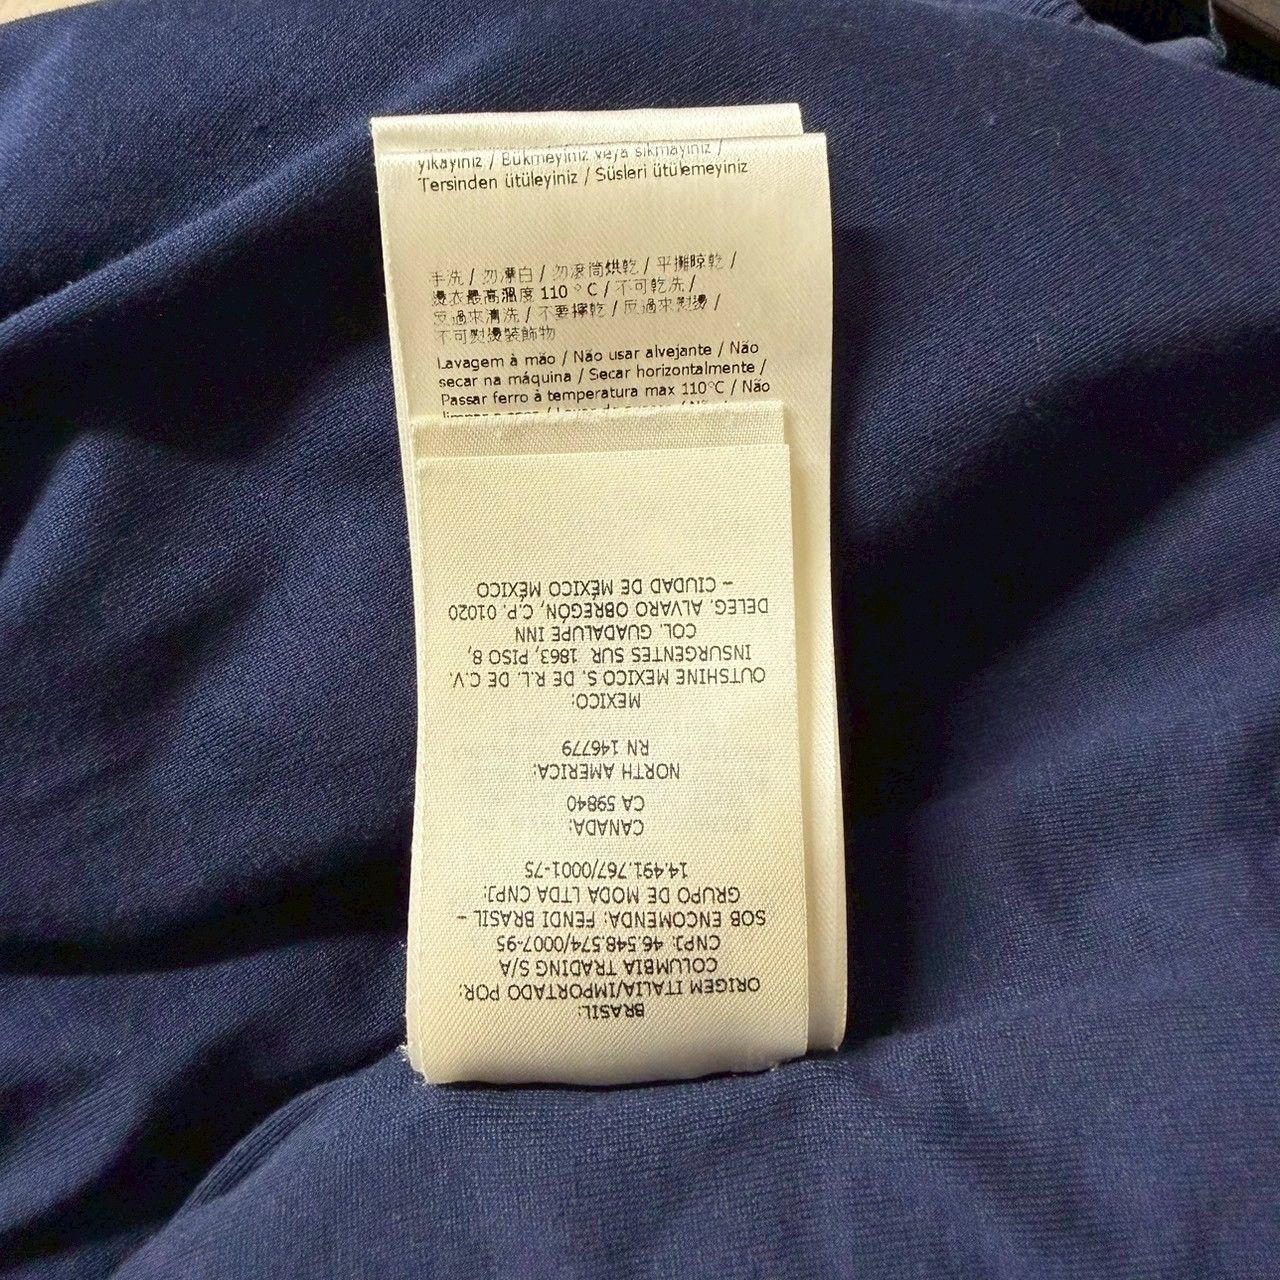 yıkayınız / Bükmeyiniz veya sıkmayınız /
Tersinden ütüleyiniz / Süsleri ütülemeyiniz
手洗 / 勿漂白 / 勿滾筒烘乾 / 平攤晾乾 /
燙衣最高溫度 110 ° C / 不可乾洗 /
反過來清洗 / 不要擰乾 / 反過來熨燙 /
不可熨燙裝飾物
Lavagem à mão / Não usar alvejante / Não
secar na máquina / Secar horizontalmente /
Passar ferro à temperatura max 110°C / Não
BRASIL:
ORIGEM ITALIA/IMPORTADO POR:
COLUMBIA TRADING S/A
CNPJ: 46.548.574/0007-95
SOB ENCOMENDA: FENDI BRASIL –
GRUPO DE MODA LTDA CNPJ:
14.491.767/0001-75
CANADA:
CA 59840
NORTH AMERICA:
RN 146779
MEXICO:
OUTSHINE MEXICO S. DE R.L. DE C.V.
INSURGENTES SUR 1863, PISO 8,
COL. GUADALUPE INN
DELEG. ALVARO OBREGÓN, C.P. 01020
– CIUDAD DE MÉXICO MÉXICO